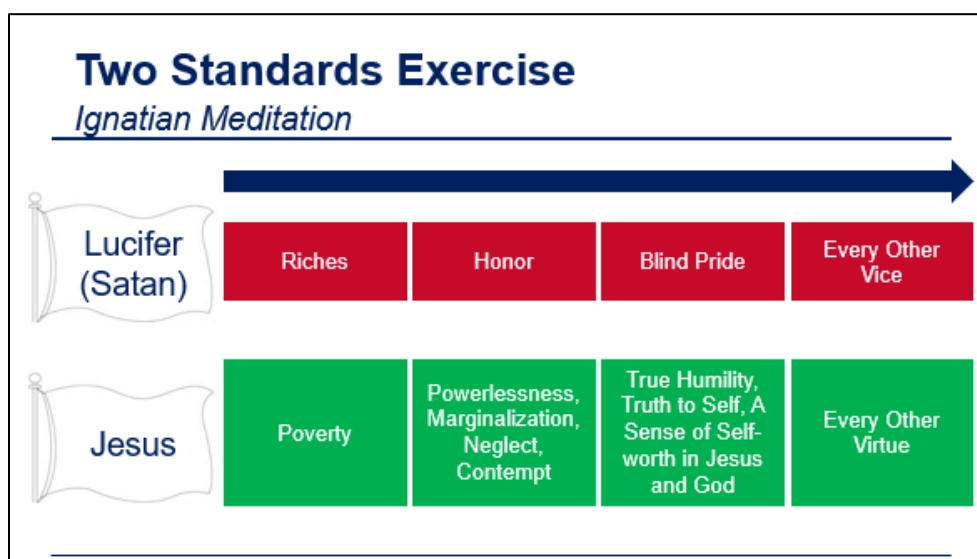 Two Standards Exercise
Ignatian Meditation
Lucifer
(Satan)
Riches
Honor
Blind Pride
Every Other
Vice
Jesus
Poverty
Powerlessness,
Marginalization,
Neglect,
Contempt
True Humility,
Truth to Self, A
Sense of Self-
worth in Jesus
and God
Every Other
Virtue